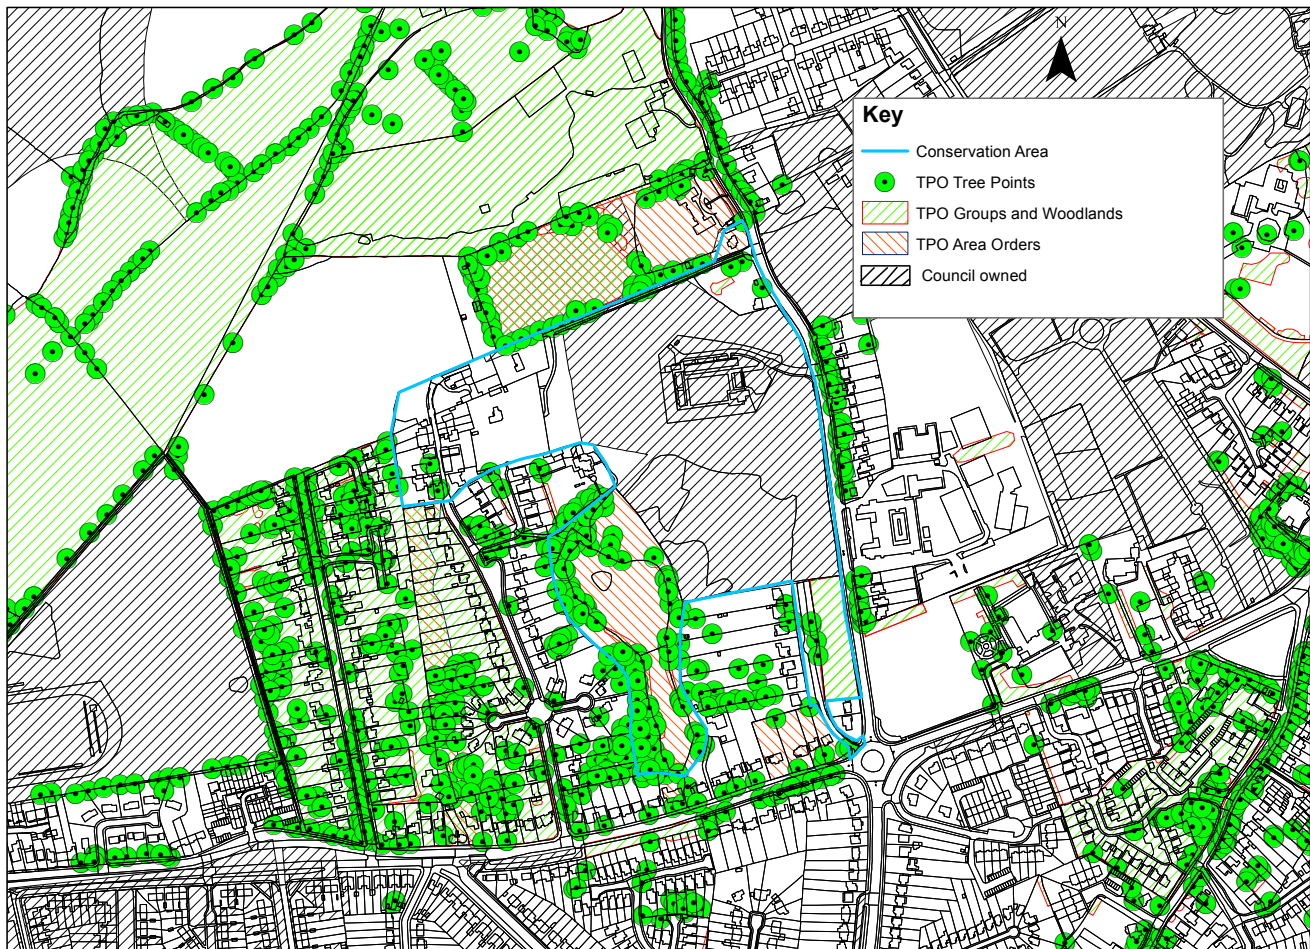 N
Key
Conservation Area
TPO Tree Points
TPO Groups and Woodlands
TPO Area Orders
Council owned